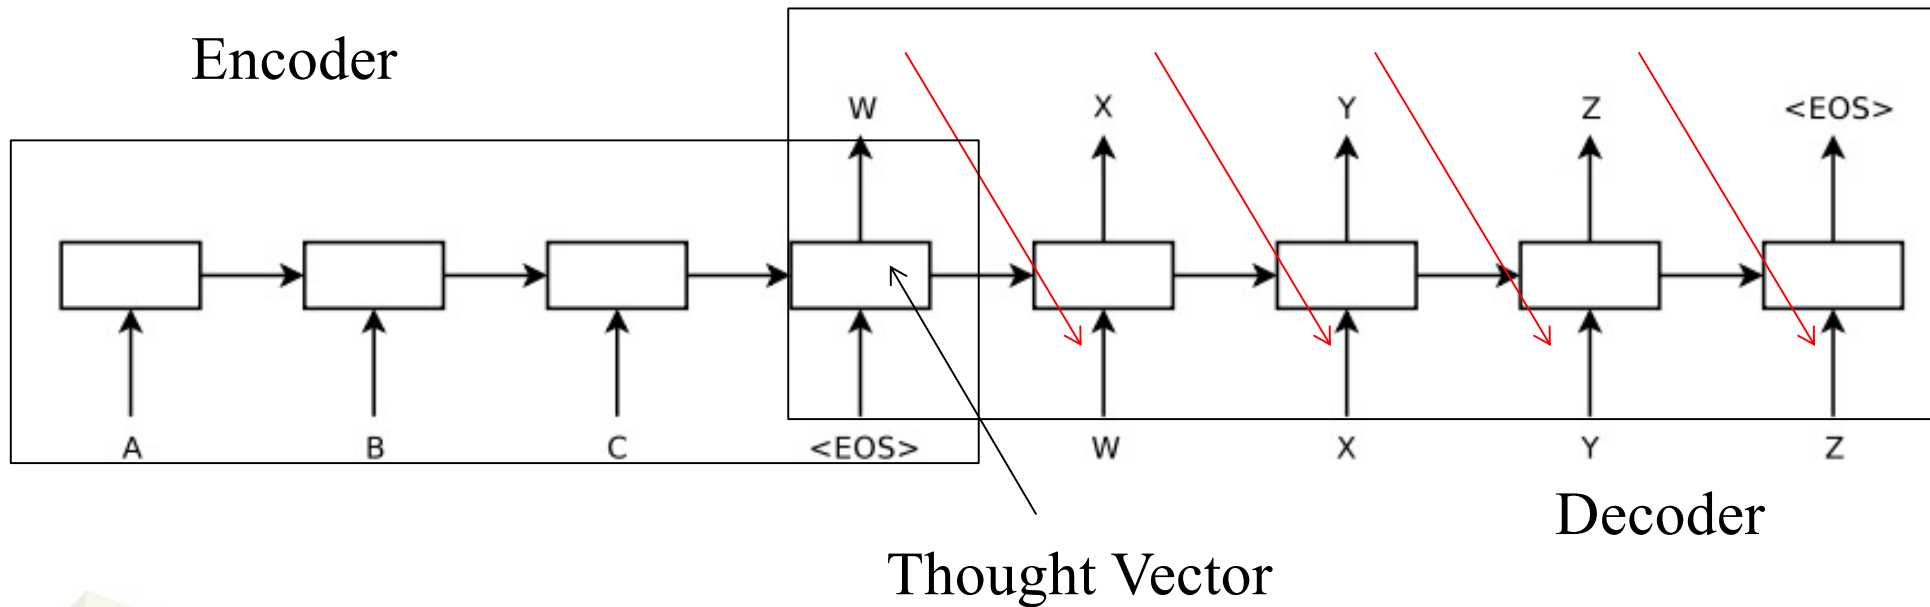 Encoder
W X Y Z <EOS>
A B C <EOS> W X Y Z
Decoder
Thought Vector